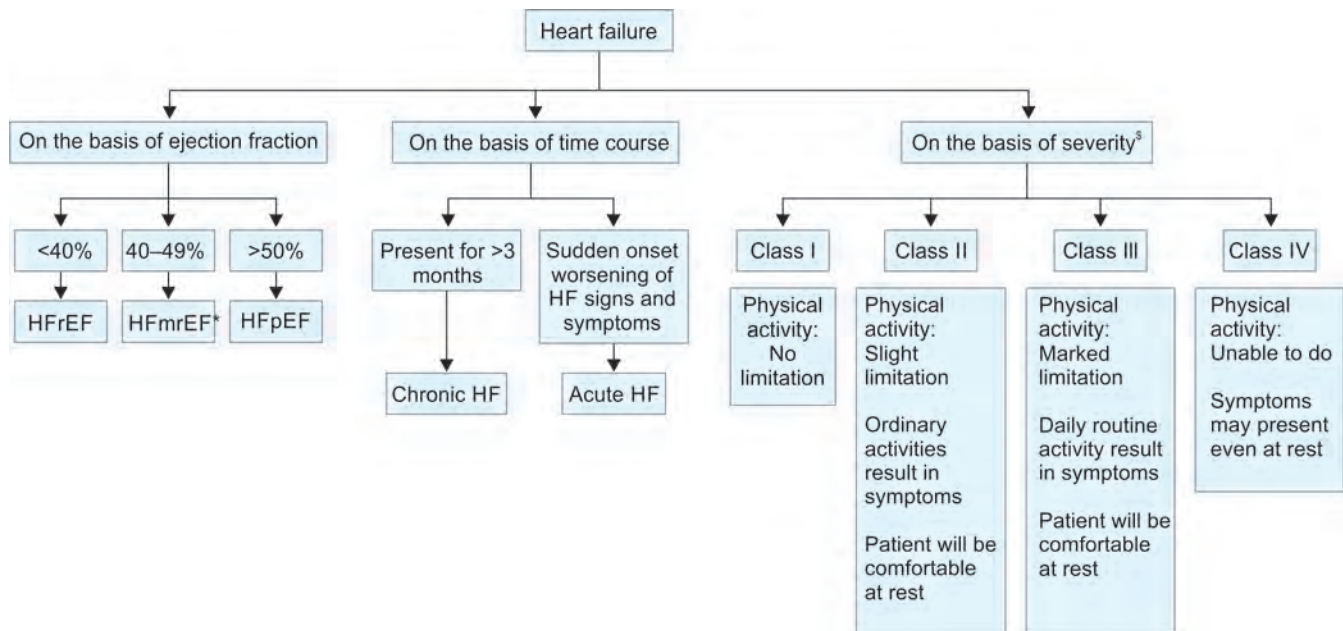 Heart failure
On the basis of ejection fraction
On the basis of time course
On the basis of severity$
<40%
40–49%
>50%
HFrEF
HFmrEF*
HFpEF
Present for >3
months
Chronic HF
Sudden onset
worsening of
HF signs and
symptoms
Acute HF
Class I
Physical
activity:
No
limitation
Class II
Physical
activity:
Slight
limitation
Ordinary
activities
result in
symptoms
Patient will be
comfortable
at rest
Class III
Physical
activity:
Marked
limitation
Daily routine
activity result
in symptoms
Patient will be
comfortable
at rest
Class IV
Physical
activity:
Unable to do
Symptoms
may present
even at rest